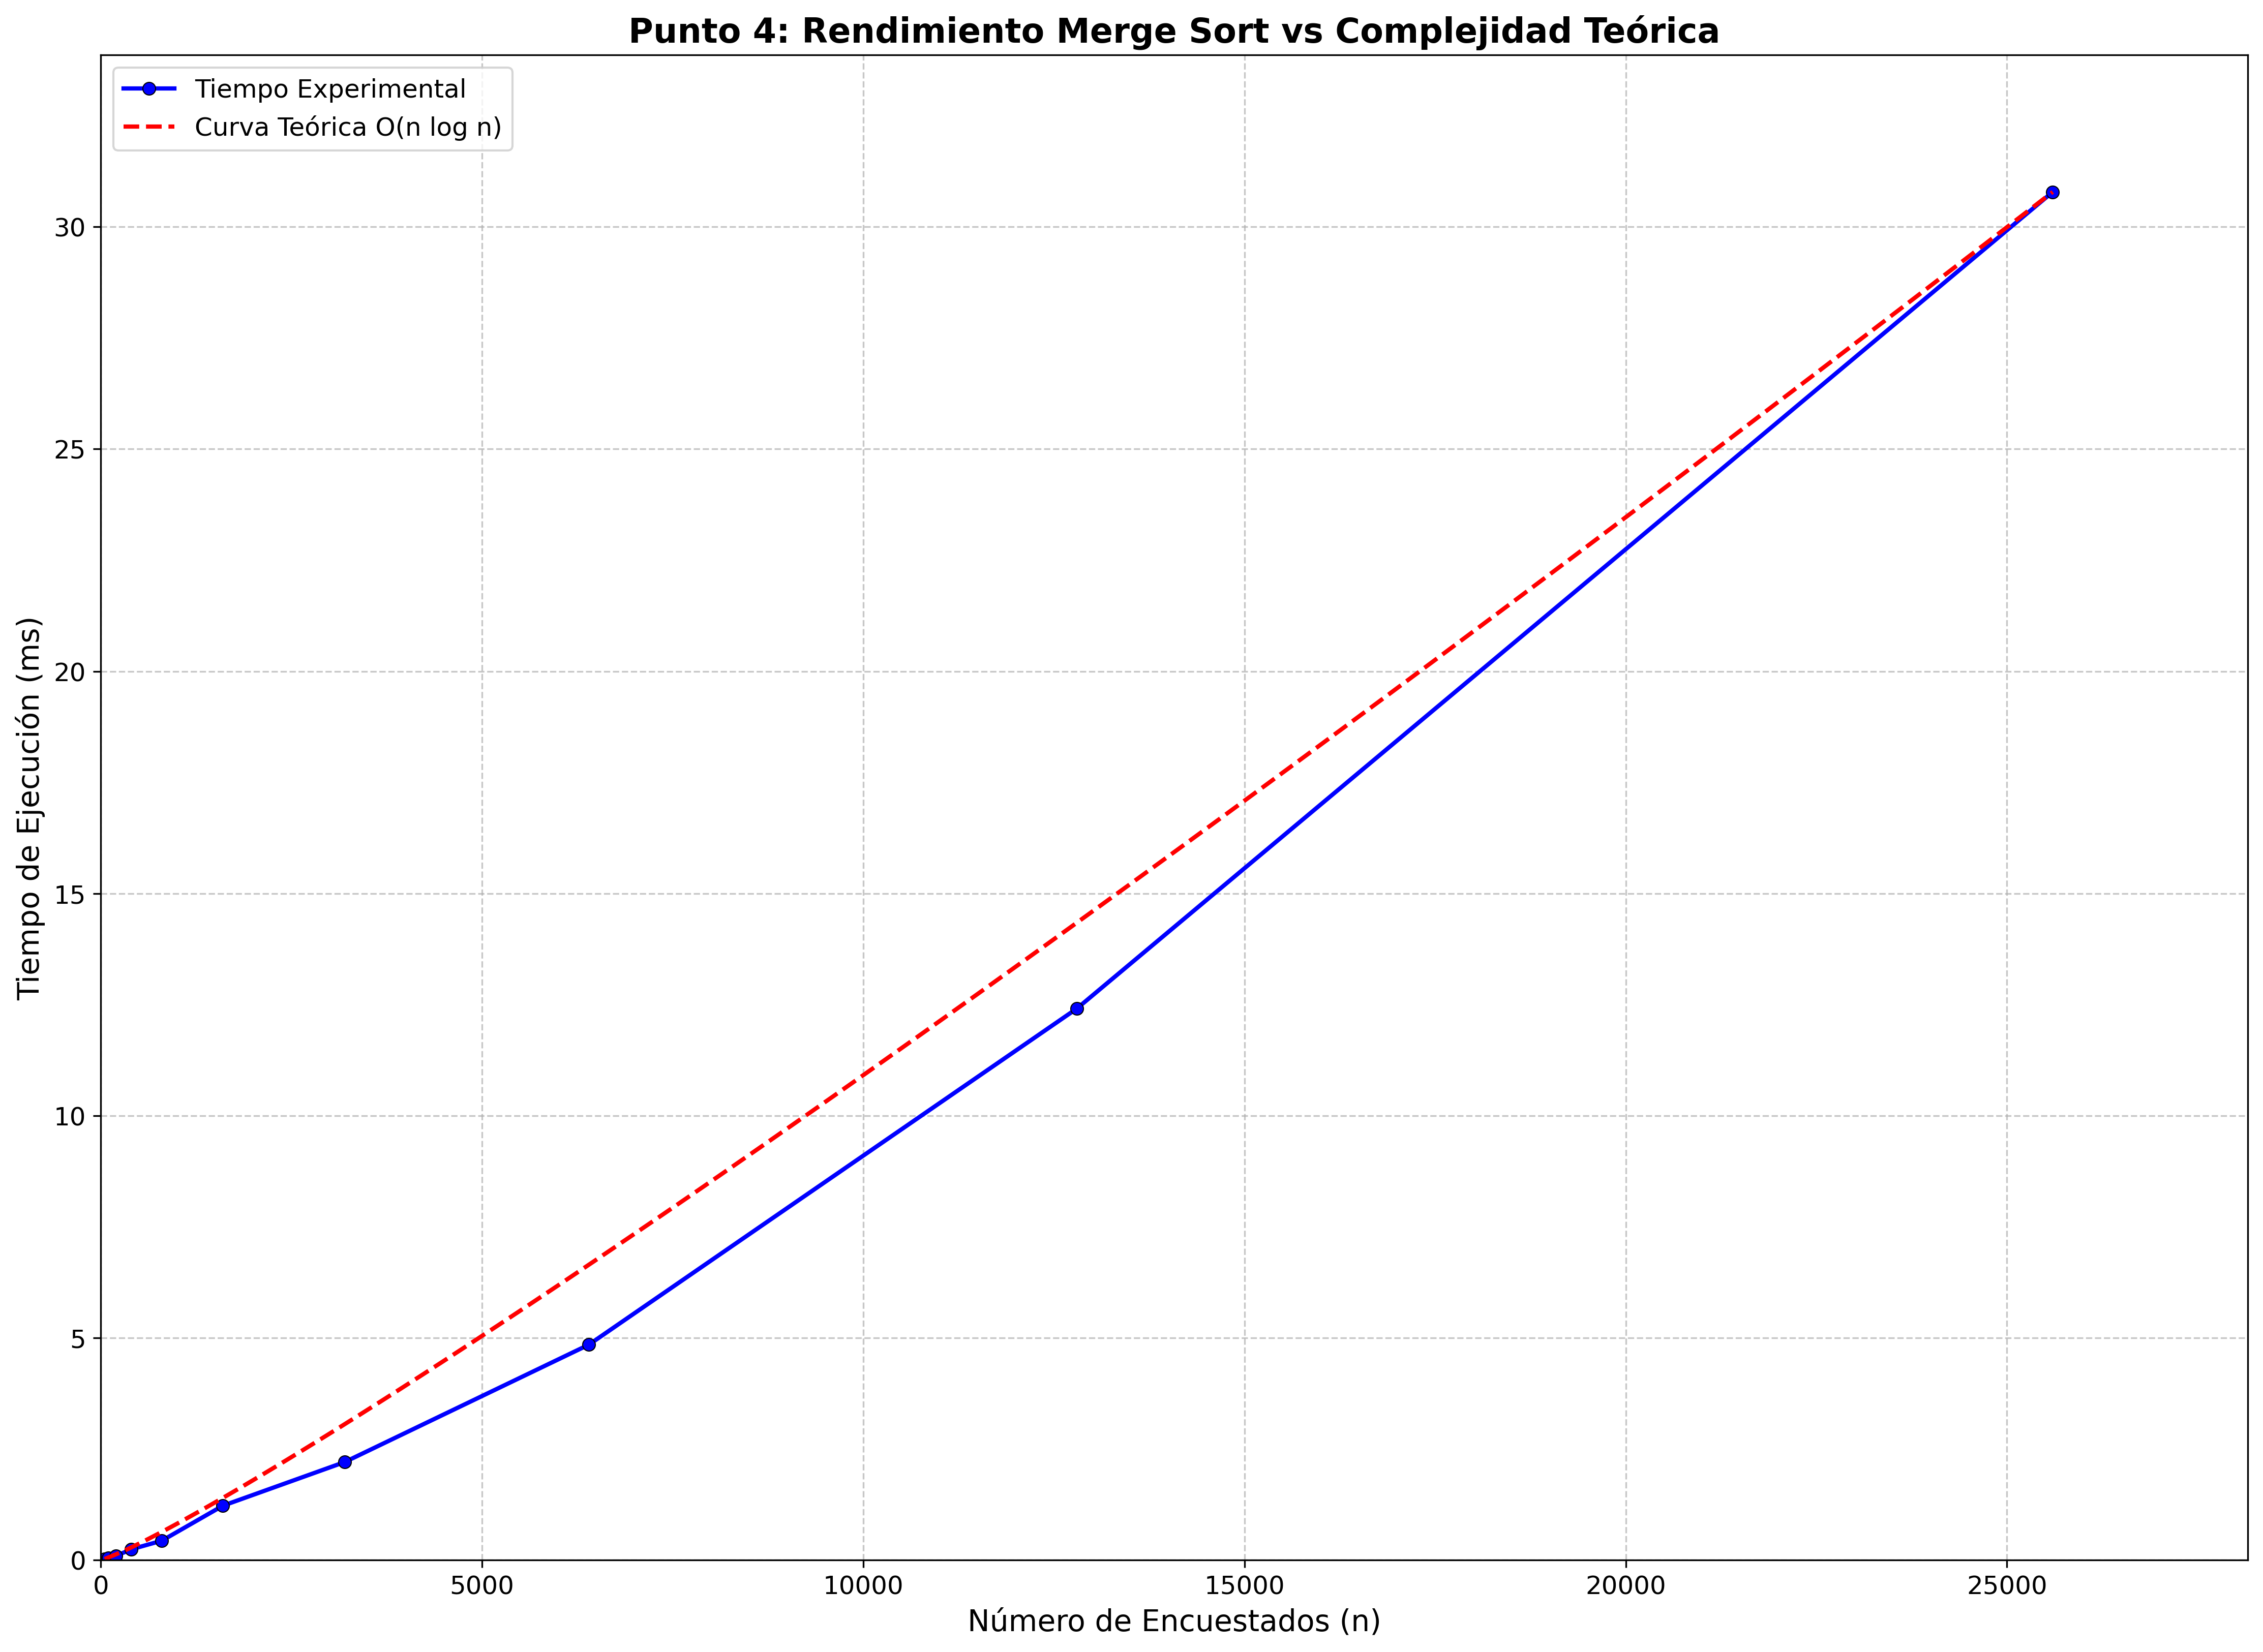 Punto 4: Rendimiento Merge Sort vs Complejidad Teórica
Tiempo Experimental
Curva Teórica O(n log n)
30
25
20
15
10
5
0
Tiempo de Ejecución (ms)
0 5000 10000 15000 20000 25000
Número de Encuestados (n)